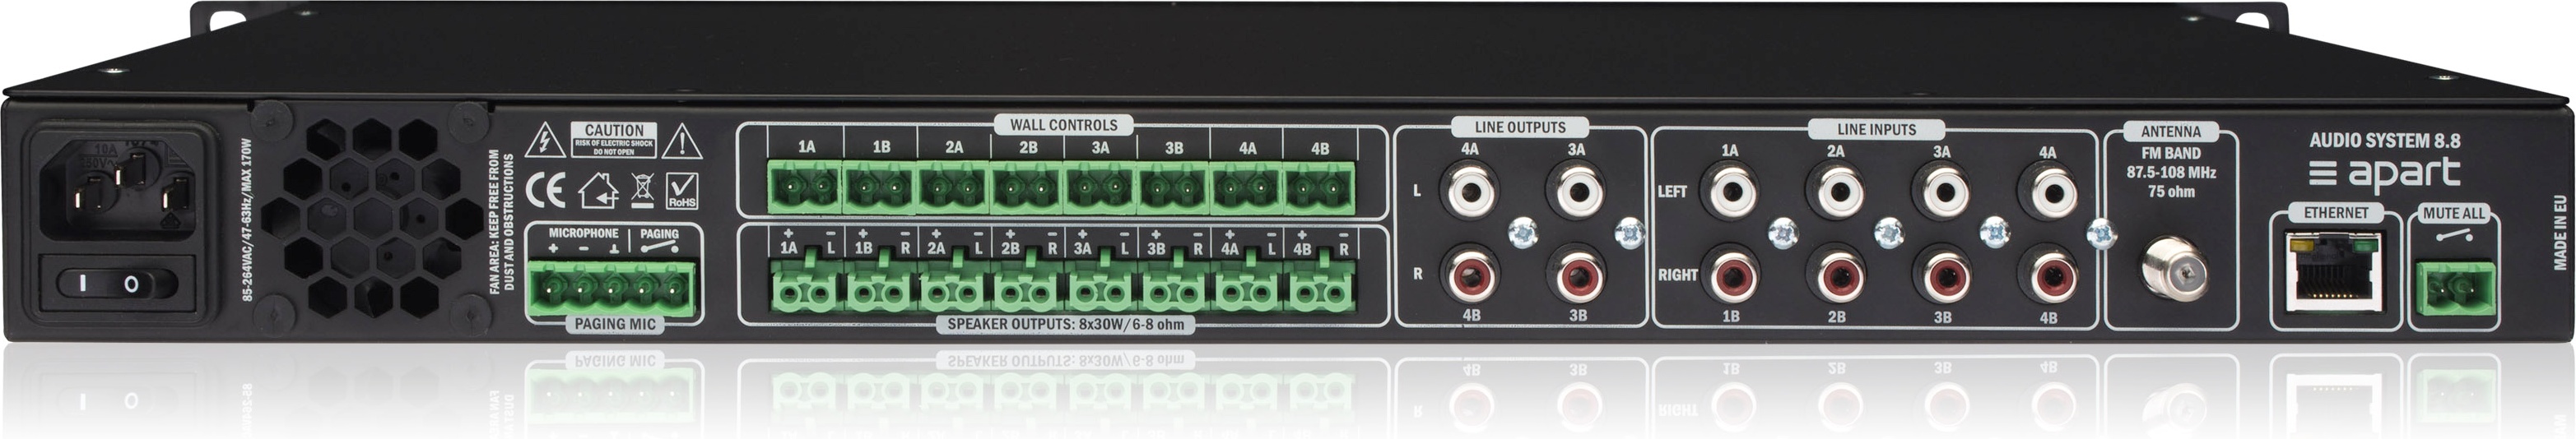 10A
250V~
I O
85-264VAC/47-63Hz/MAX 170W
FAN AREA: KEEP FREE FROM
DUST AND OBSTRUCTIONS
CAUTION
RISK OF ELECTRIC SHOCK
DO NOT OPEN
CE
RoHS
MICROPHONE PAGING
+ −
PAGING MIC
WALL CONTROLS
1A 1B 2A 2B 3A 3B 4A 4B
+ − + − + − + − + − + − + − + −
1A L 1B R 2A L 2B R 3A L 3B R 4A L 4B R
SPEAKER OUTPUTS: 8x30W/6-8 ohm
LINE OUTPUTS
4A 3A
L
R
4B 3B
LINE INPUTS
1A 2A 3A 4A
LEFT
RIGHT
1B 2B 3B 4B
ANTENNA
FM BAND
87.5-108 MHz
75 ohm
AUDIO SYSTEM 8.8
apart
ETHERNET
MUTE ALL
MADE IN EU